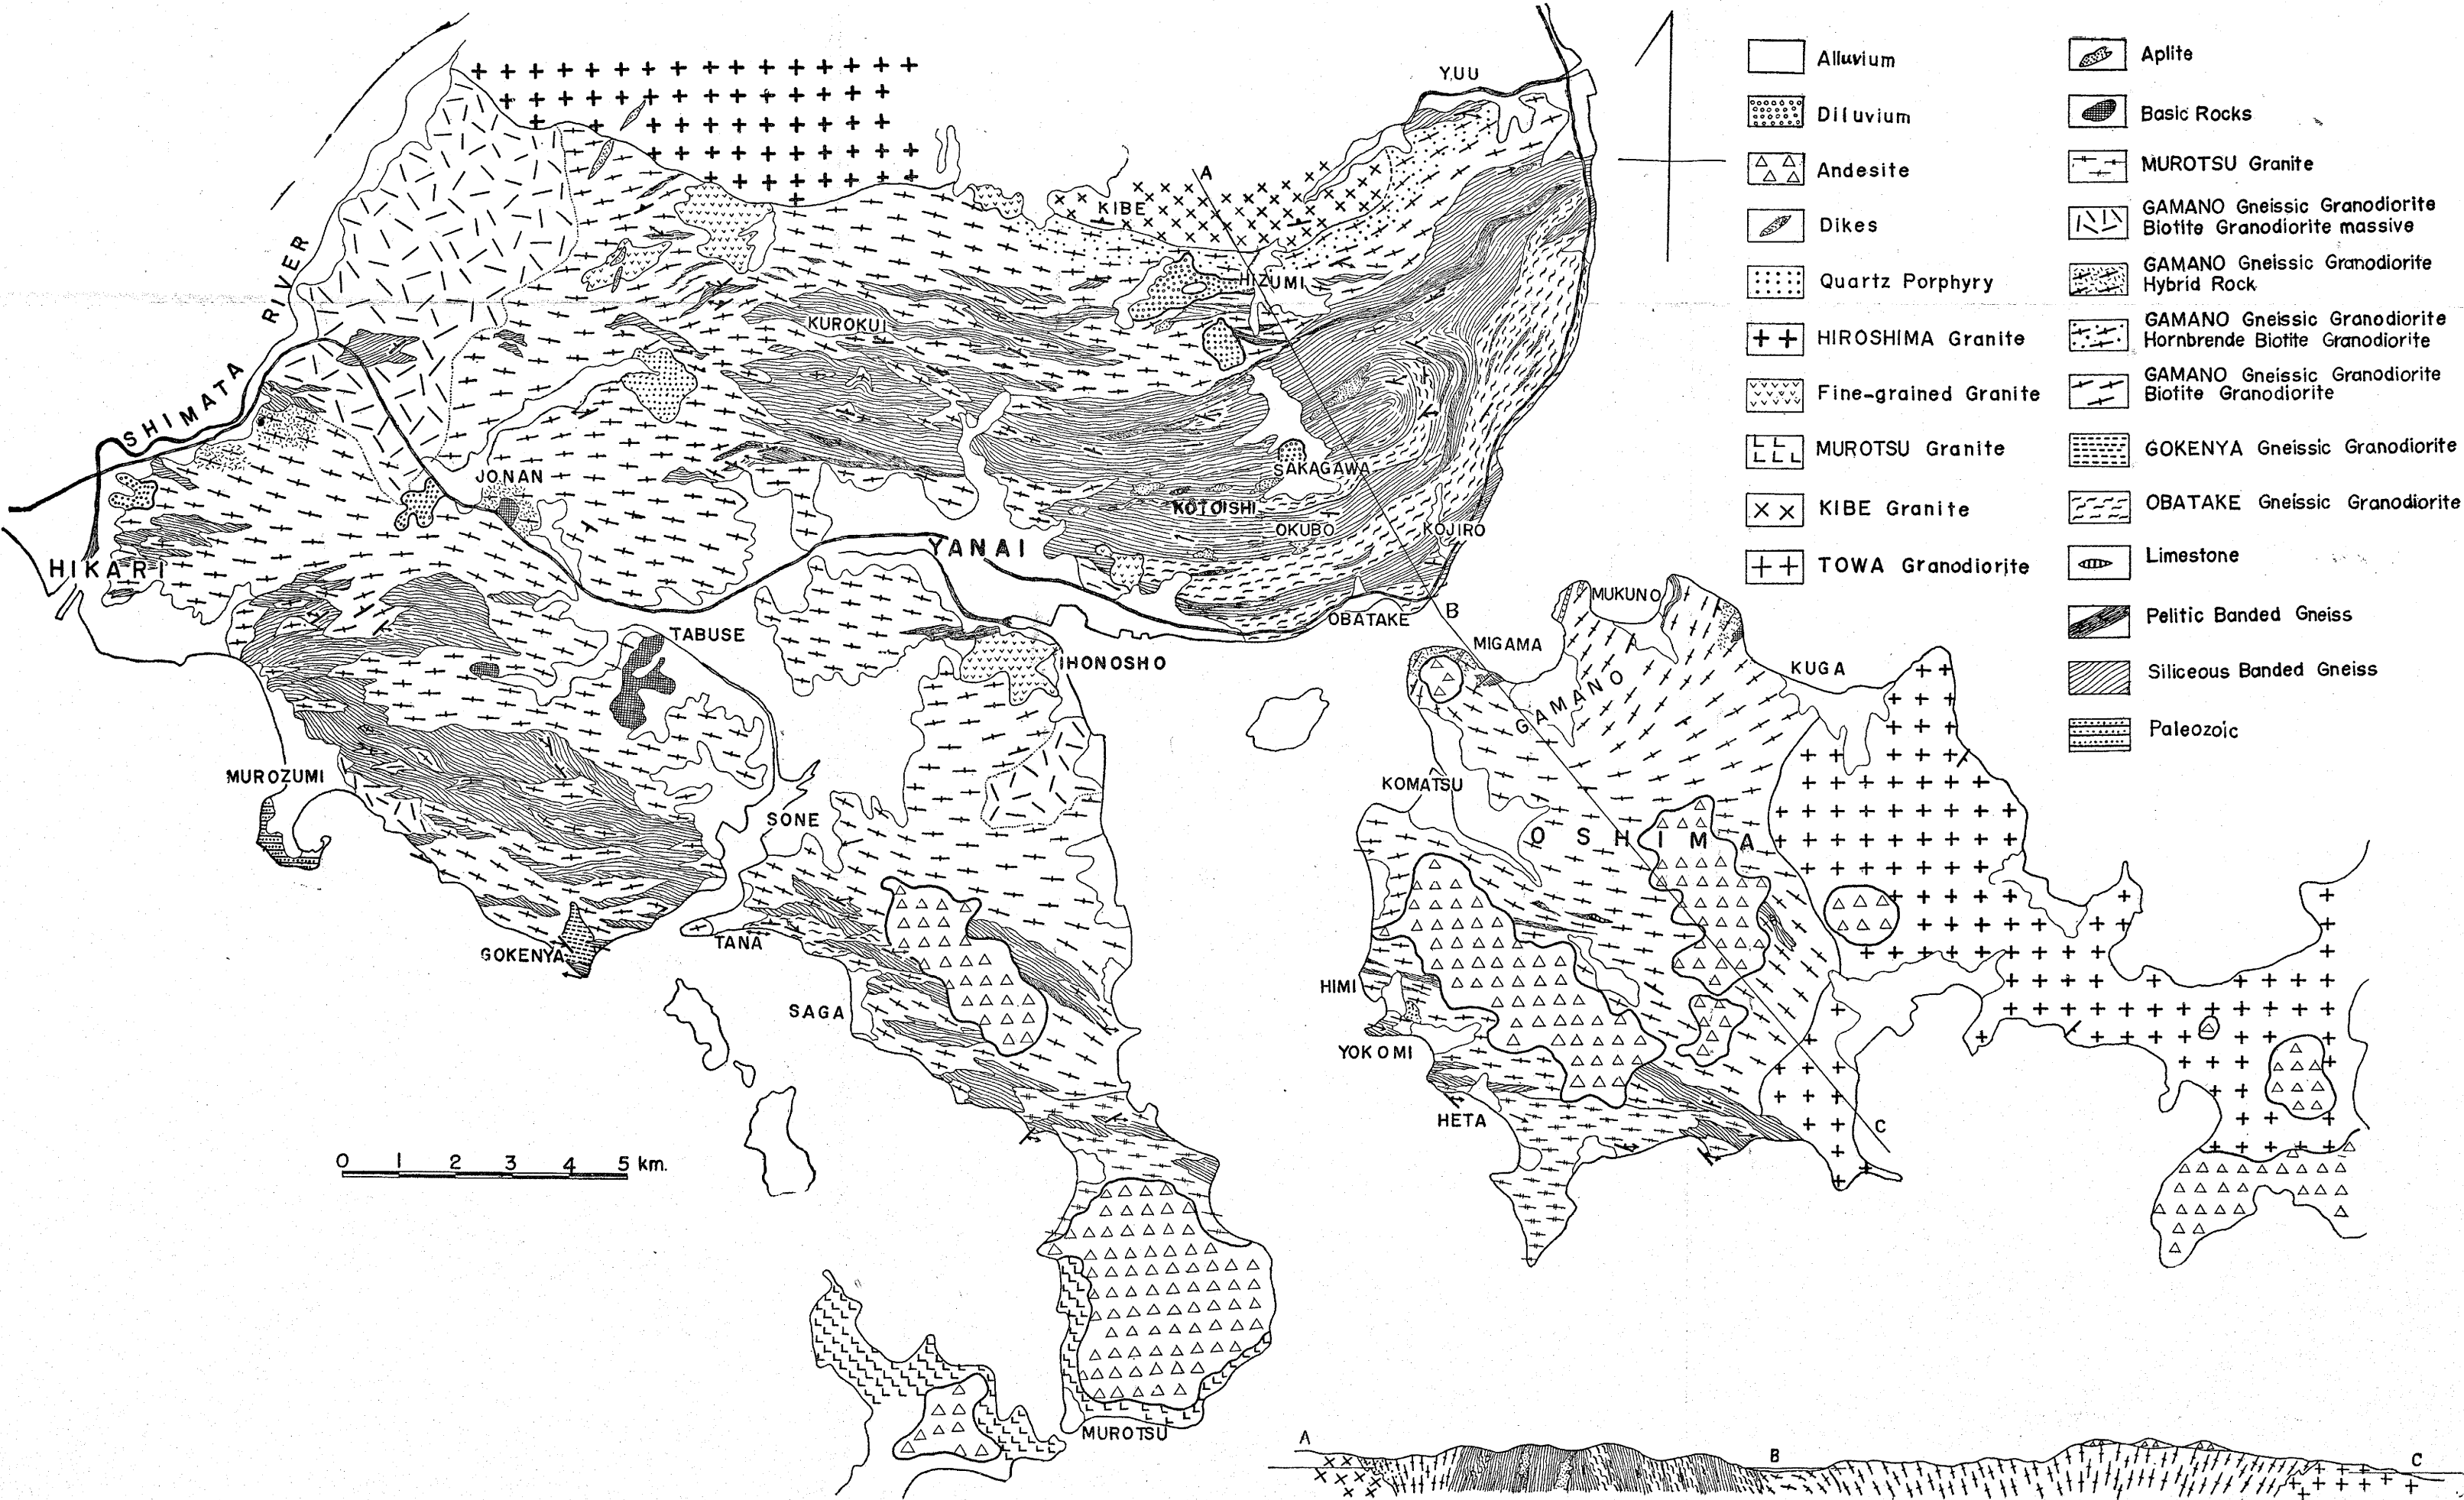 YUU
A
KIBE
HIZUMI
KUROKUI
SHIMATA RIVER
SAKAGAWA
JONAN
KOTOISHI
OKUBO
KOJIRO
YANAI
HIKARI
B
OBATAKE
TABUSE
IHONOSHO
MUKUNO
MIGAMA
KUGA
GAMANO
MUROZUMI
KOMATSU
SONE
OSHIMA
TANA
GOKENYA
SAGA
HIMI
YOKOMI
HETA
C
0 1 2 3 4 5 km.
MUROTSU
A B C
Alluvium
Diluvium
Andesite
Dikes
Quartz Porphyry
HIROSHIMA Granite
Fine-grained Granite
MUROTSU Granite
KIBE Granite
TOWA Granodiorite
Aplite
Basic Rocks
MUROTSU Granite
GAMANO Gneissic Granodiorite
Biotite Granodiorite massive
GAMANO Gneissic Granodiorite
Hybrid Rock
GAMANO Gneissic Granodiorite
Hornbrende Biotite Granodiorite
GAMANO Gneissic Granodiorite
Biotite Granodiorite
GOKENYA Gneissic Granodiorite
OBATAKE Gneissic Granodiorite
Limestone
Pelitic Banded Gneiss
Siliceous Banded Gneiss
Paleozoic